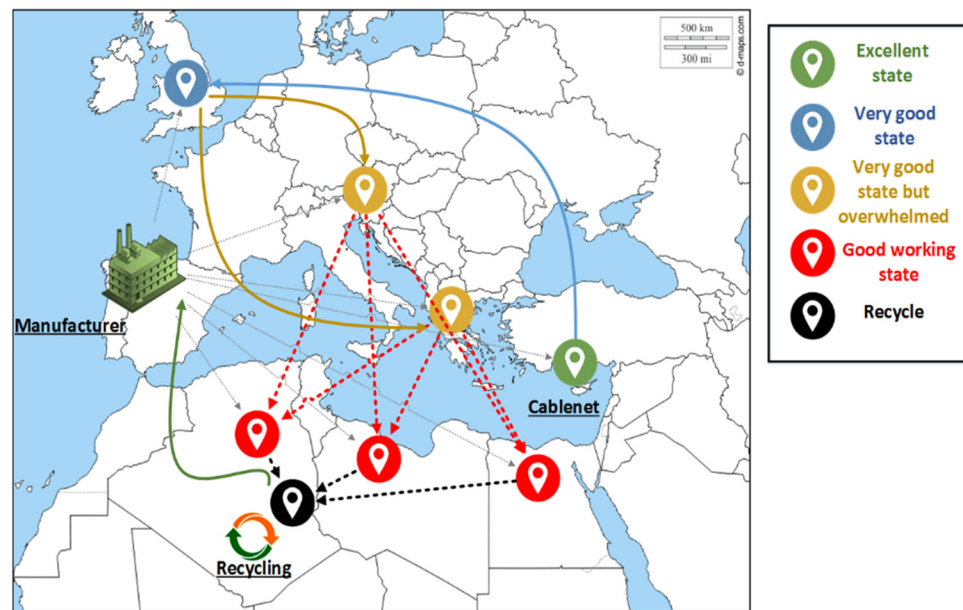 500 km
300 mi
© d-maps.com
Manufacturer
Cablenet
Recycling
Excellent
state
Very good
state
Very good
state but
overwhelmed
Good working
state
Recycle